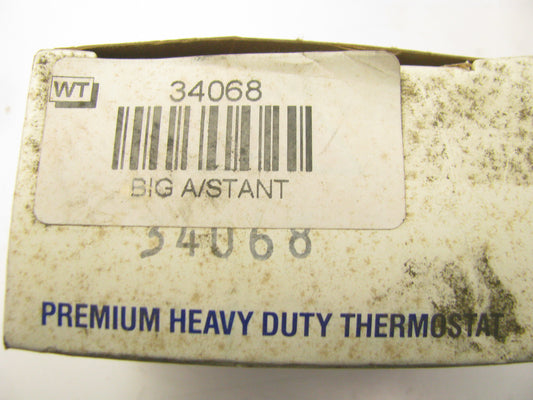 WT
34068
BIG A/STANT
34068
PREMIUM HEAVY DUTY THERMOSTAT